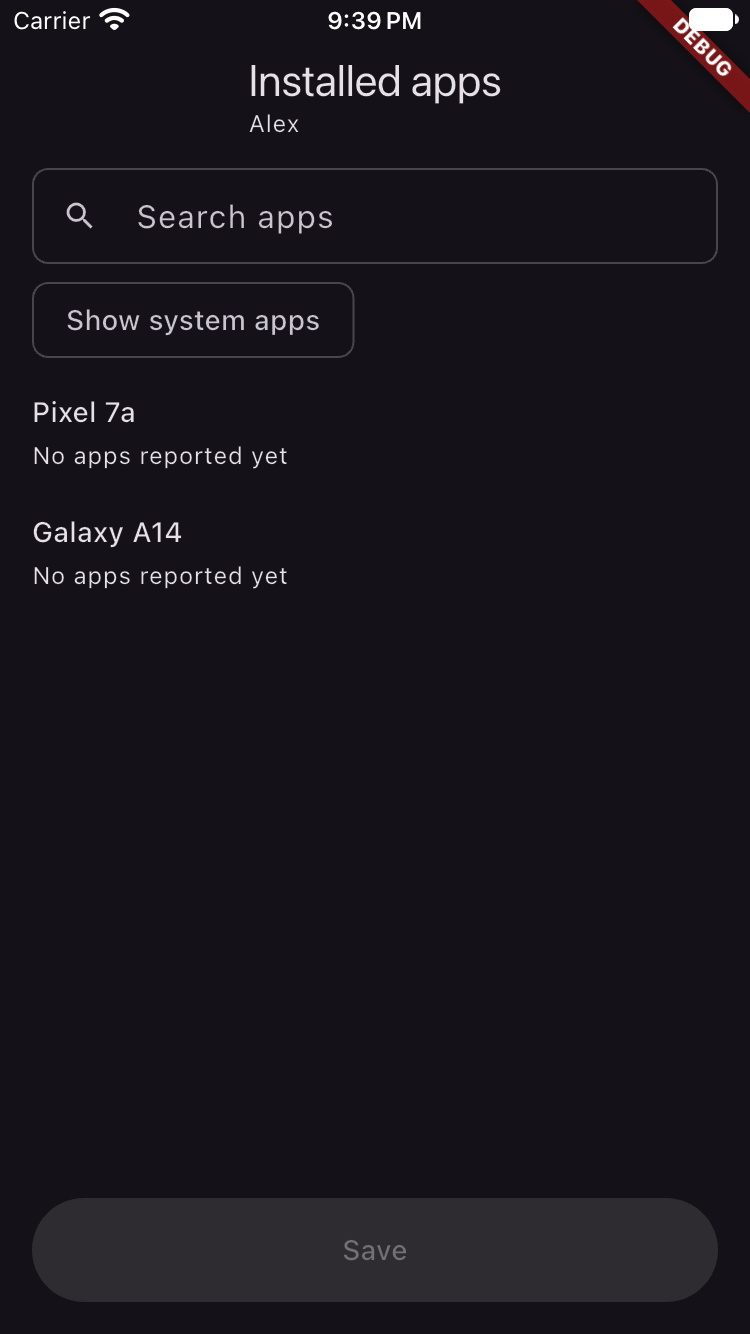 Carrier 9:39 PM
DEBUG
Installed apps
Alex
Search apps
Show system apps
Pixel 7a
No apps reported yet
Galaxy A14
No apps reported yet
Save